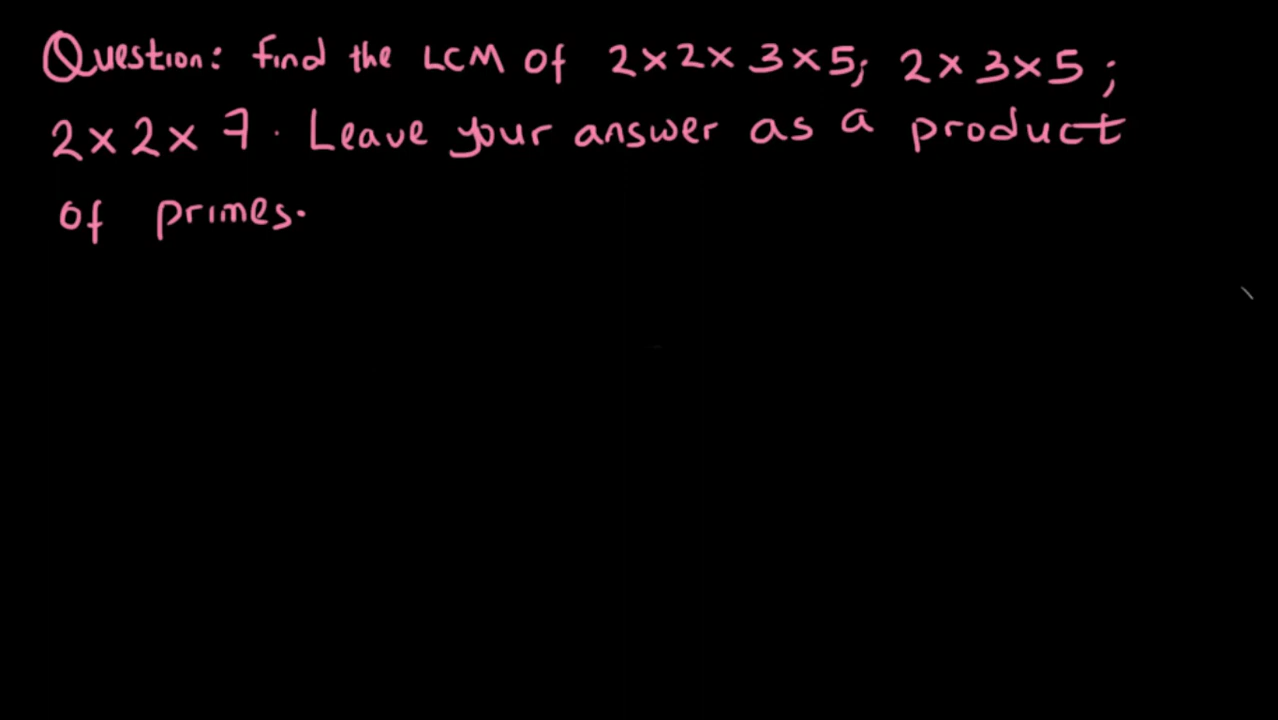 Question: find the LCM of 2×2×3×5; 2×3×5;
2×2×7. Leave your answer as a product
of primes.